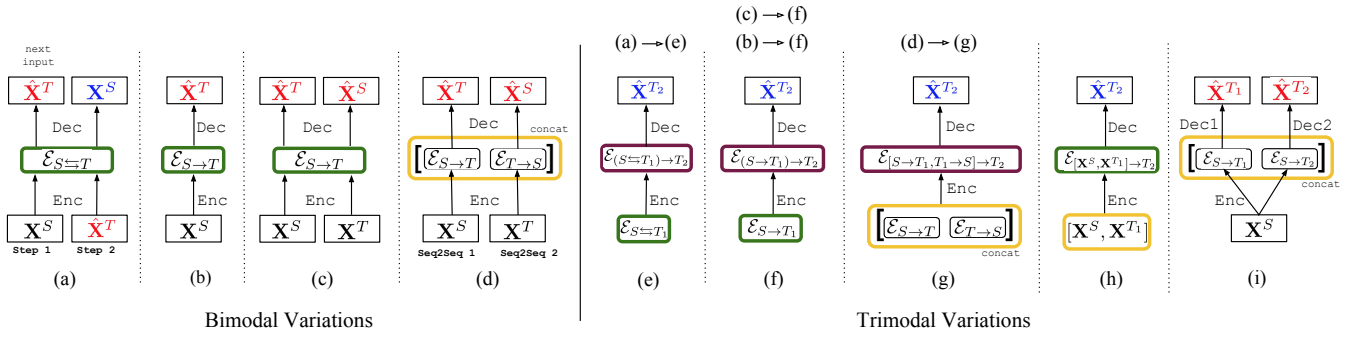 (c) → (f)
(a) → (e) (b) → (f) (d) → (g)
next
input
X̂^T X^S X̂^T X̂^T X̂^S X̂^T X̂^S X̂^{T_2} X̂^{T_2} X̂^{T_2} X̂^{T_2} X̂^{T_1} X̂^{T_2}
Dec Dec Dec Dec concat Dec Dec Dec Dec Dec1 Dec2
ℰ_{S⇆T} ℰ_{S→T} ℰ_{S→T} [ℰ_{S→T} ℰ_{T→S}] ℰ_{(S⇆T_1)→T_2} ℰ_{(S→T_1)→T_2} ℰ_{[S→T_1,T_1→S]→T_2} ℰ_{[X^S,X^{T_1}]→T_2} [ℰ_{S→T_1} ℰ_{S→T_2}]
concat
Enc Enc Enc Enc Enc Enc Enc Enc Enc
X^S X̂^T X^S X^S X^T X^S X^T ℰ_{S⇆T_1} ℰ_{S→T_1} [ℰ_{S→T} ℰ_{T→S}] [X^S, X^{T_1}] X^S
Step 1 Step 2 Seq2Seq 1 Seq2Seq 2 concat
(a) (b) (c) (d) (e) (f) (g) (h) (i)
Bimodal Variations Trimodal Variations